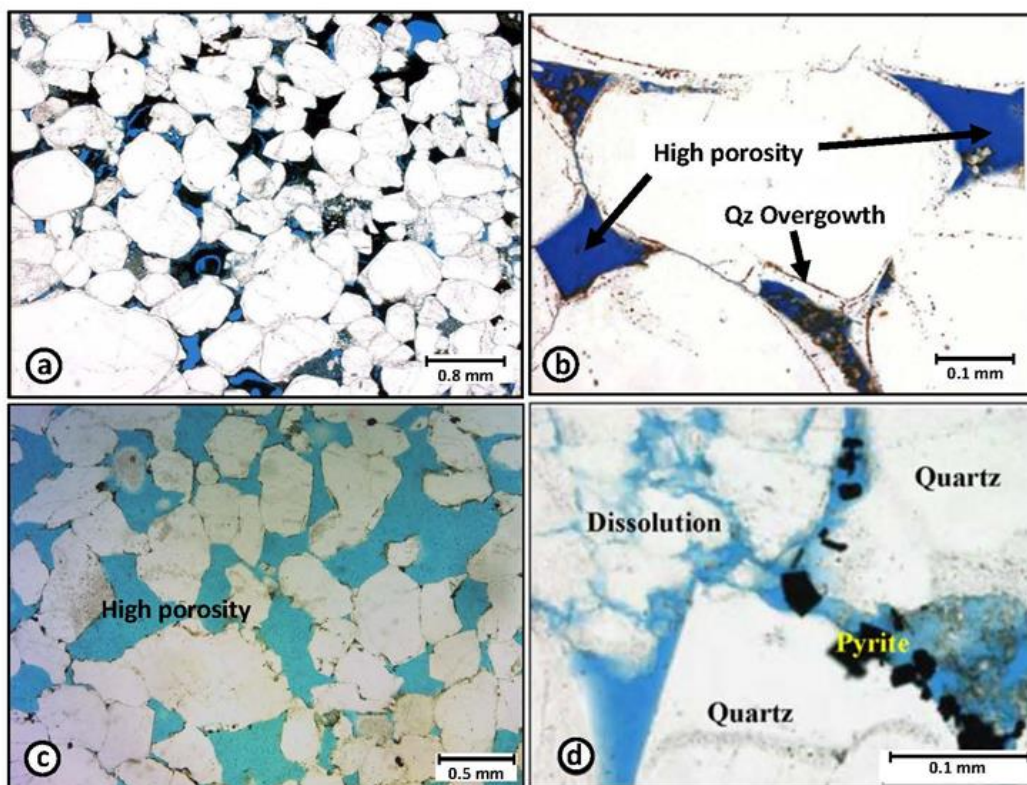 a
0.8 mm
High porosity
Qz Overgowth
b
0.1 mm
High porosity
c
0.5 mm
Quartz
Dissolution
Pyrite
Quartz
d
0.1 mm